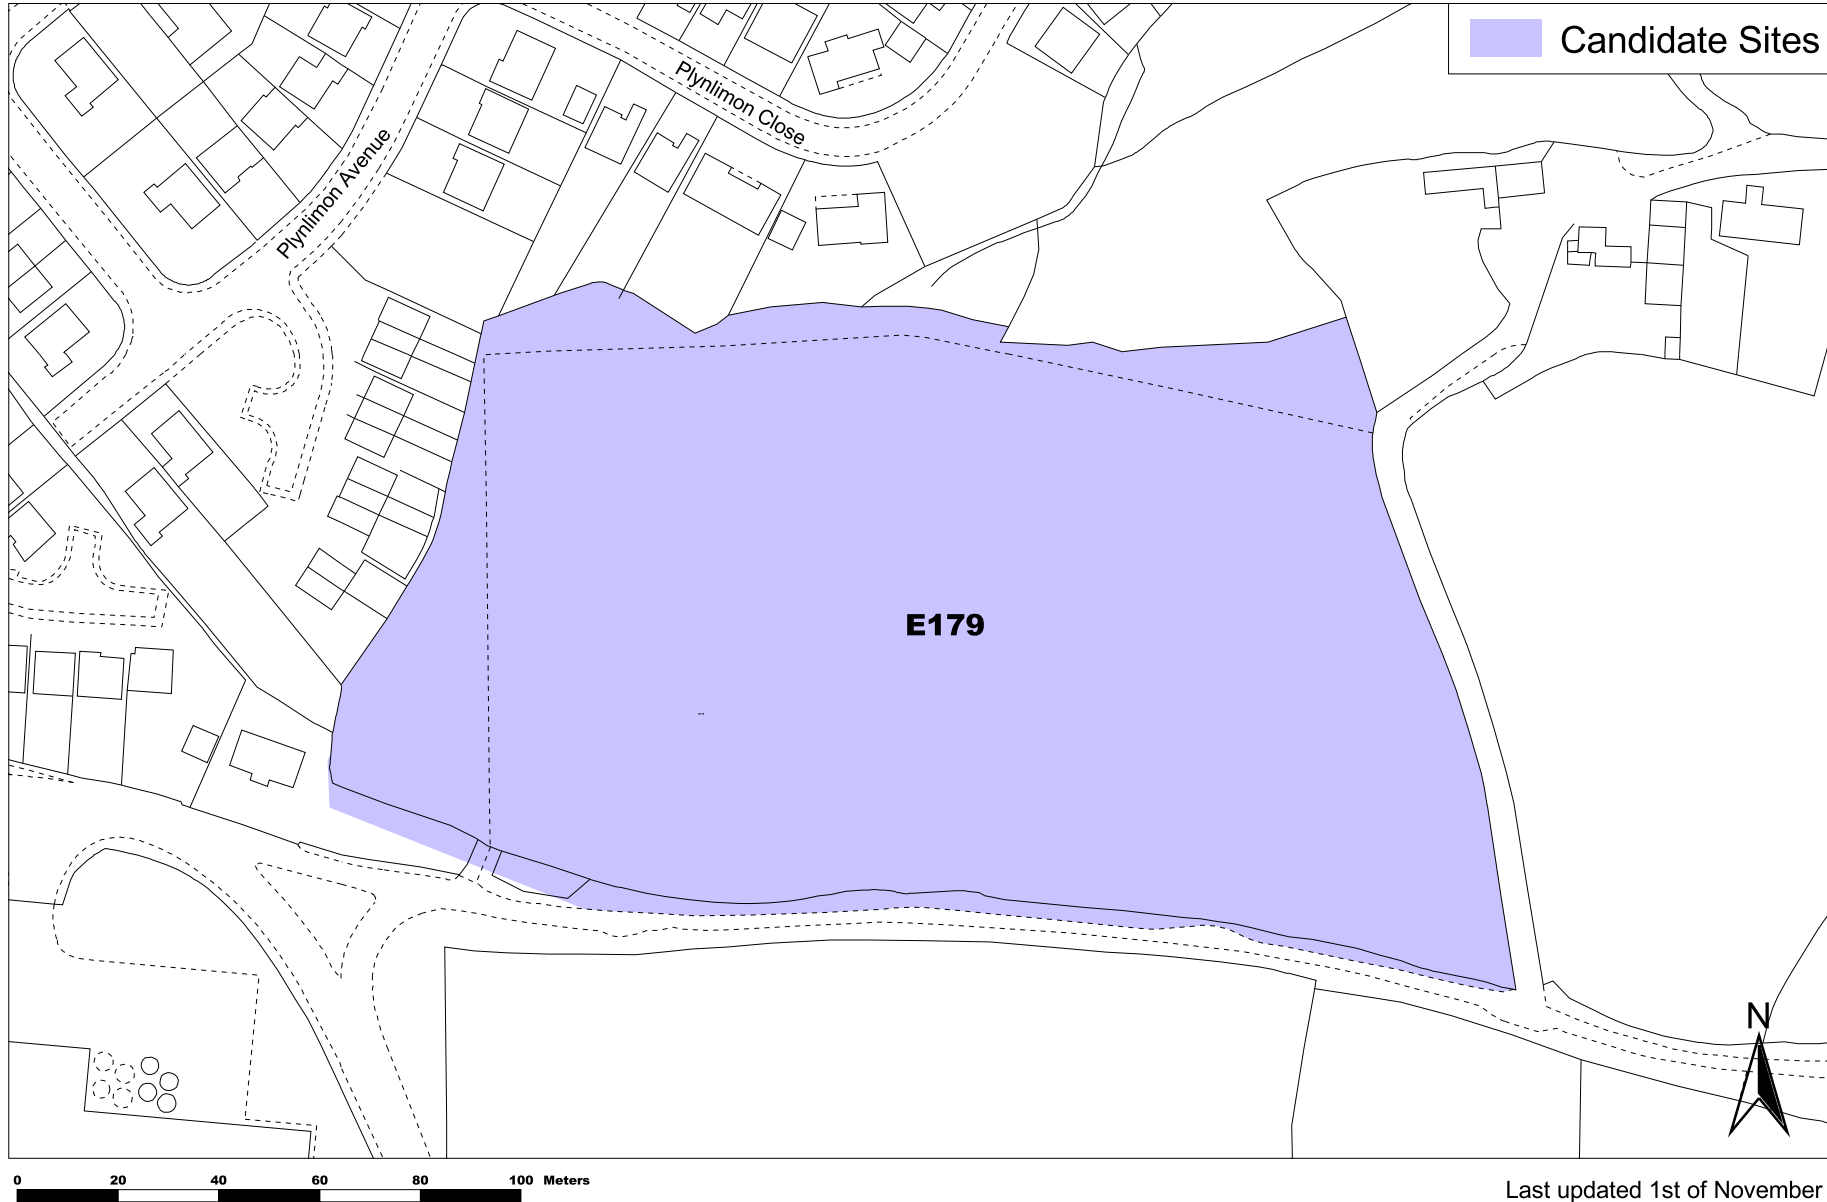 Candidate Sites
Plynlimon Close
Plynlimon Avenue
E179
N
0 20 40 60 80 100 Meters
Last updated 1st of November